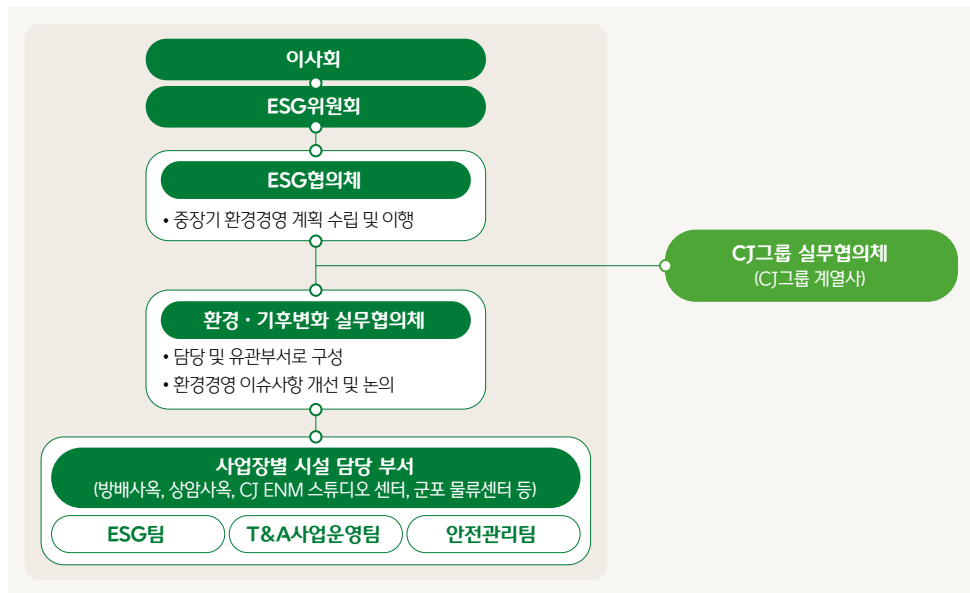 이사회
ESG위원회
ESG협의체
• 중장기 환경경영 계획 수립 및 이행
CJ그룹 실무협의체
(CJ그룹 계열사)
환경 · 기후변화 실무협의체
• 담당 및 유관부서로 구성
• 환경경영 이슈사항 개선 및 논의
사업장별 시설 담당 부서
(방배사옥, 상암사옥, CJ ENM 스튜디오 센터, 군포 물류센터 등)
ESG팀
T&A사업운영팀
안전관리팀